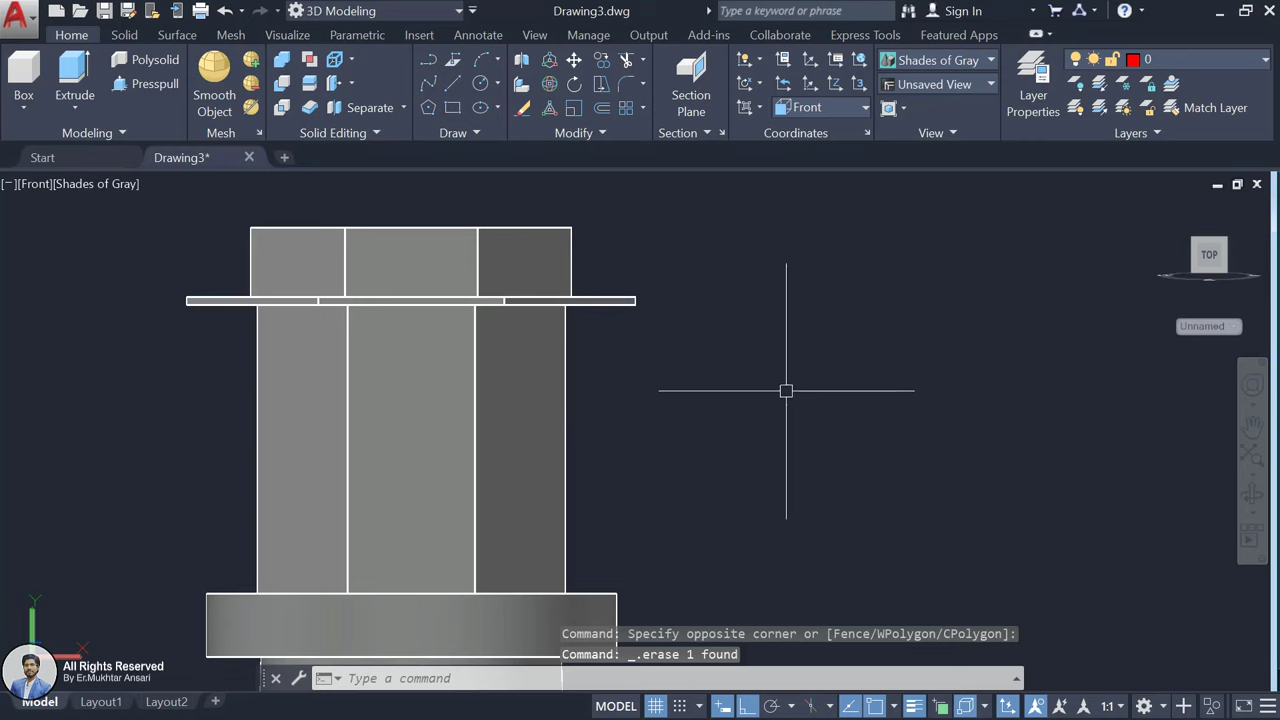 3D Modeling
Drawing3.dwg
Type a keyword or phrase
Sign In
Home
Solid
Surface
Mesh
Visualize
Parametric
Insert
Annotate
View
Manage
Output
Add-ins
Collaborate
Express Tools
Featured Apps
Box
Extrude
Polysolid
Presspull
Smooth
Object
Separate
Section
Plane
Front
Shades of Gray
Unsaved View
Layer
Properties
0
Match Layer
Modeling
Mesh
Solid Editing
Draw
Modify
Section
Coordinates
View
Layers
Start
Drawing3*
[−][Front][Shades of Gray]
TOP
Unnamed
Y
X
Command: Specify opposite corner or [Fence/WPolygon/CPolygon]:
Command: _.erase 1 found
Type a command
All Rights Reserved
By Er.Mukhtar Ansari
Model
Layout1
Layout2
MODEL
1:1